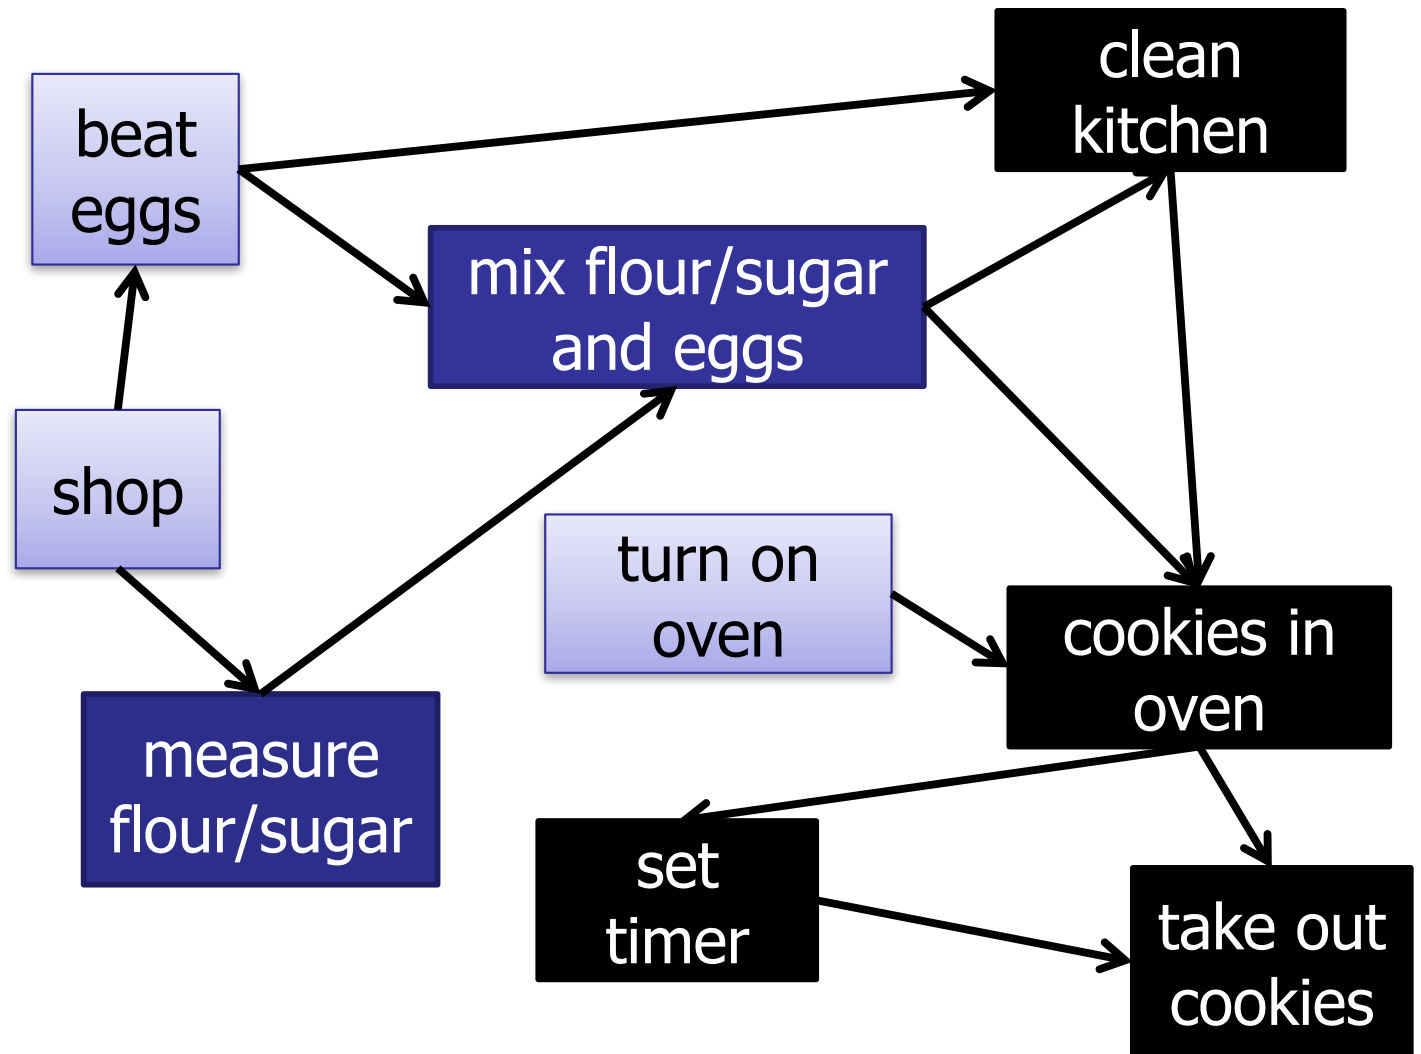 clean
kitchen
beat
eggs
mix flour/sugar
and eggs
shop
turn on
oven
cookies in
oven
measure
flour/sugar
set
timer
take out
cookies